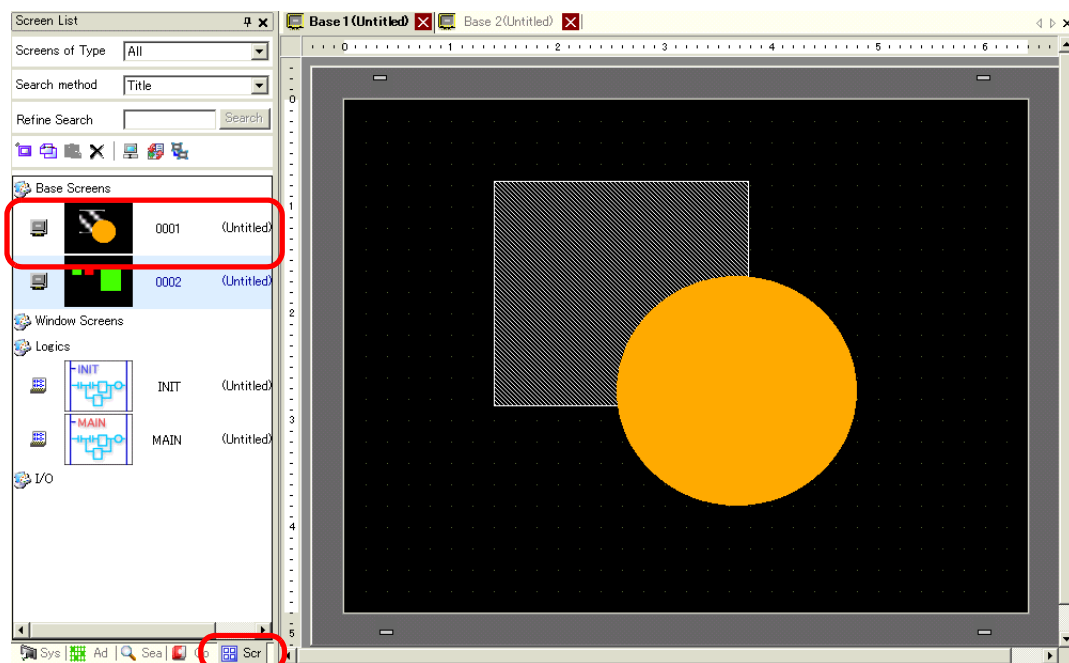 Screen List
Base 1(Untitled)
Base 2(Untitled)
Screens of Type
All
Search method
Title
Refine Search
Search
0 1 2 3 4 5 6
0
1
2
3
4
5
Base Screens
0001 (Untitled)
0002 (Untitled)
Window Screens
Logics
INIT
INIT (Untitled)
MAIN
MAIN (Untitled)
I/O
Sys
Ad
Sea
Scr